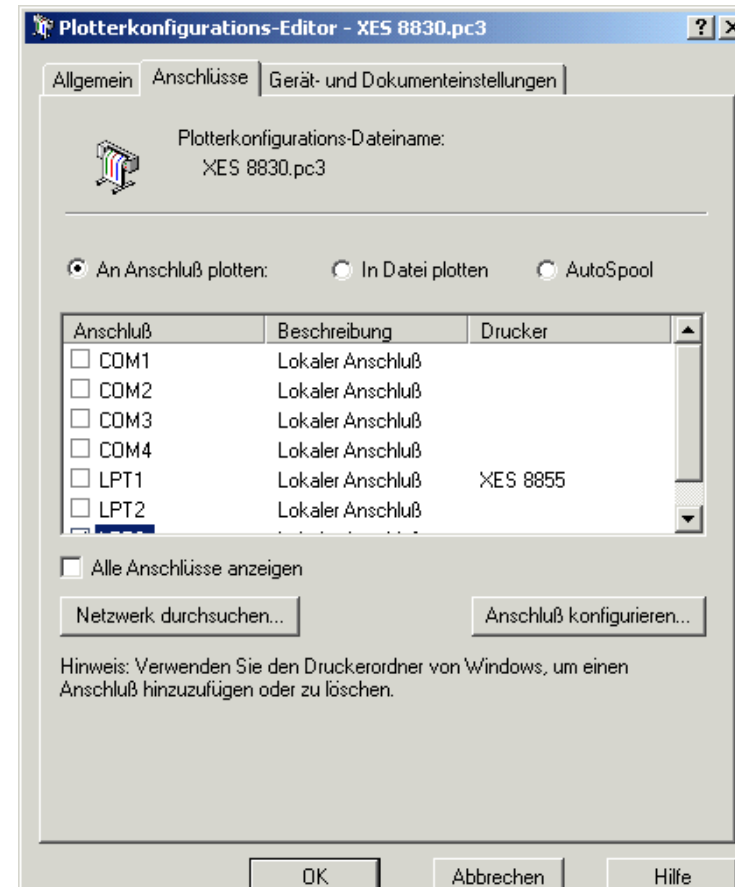 Plotterkonfigurations-Editor - XES 8830.pc3
Allgemein Anschlüsse Gerät- und Dokumenteinstellungen
Plotterkonfigurations-Dateiname:
XES 8830.pc3
An Anschluß plotten: In Datei plotten AutoSpool
Anschluß Beschreibung Drucker
COM1 Lokaler Anschluß
COM2 Lokaler Anschluß
COM3 Lokaler Anschluß
COM4 Lokaler Anschluß
LPT1 Lokaler Anschluß XES 8855
LPT2 Lokaler Anschluß
Alle Anschlüsse anzeigen
Netzwerk durchsuchen... Anschluß konfigurieren...
Hinweis: Verwenden Sie den Druckerordner von Windows, um einen
Anschluß hinzuzufügen oder zu löschen.
OK Abbrechen Hilfe